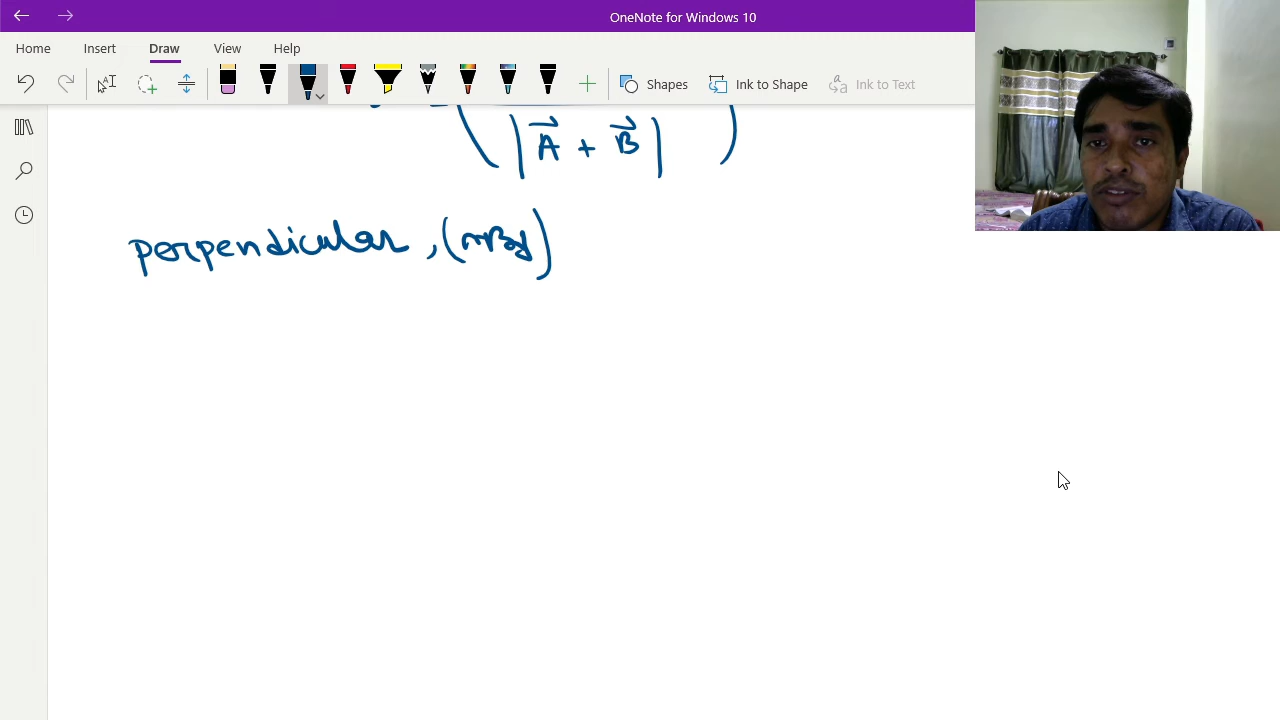 OneNote for Windows 10
Home Insert Draw View Help
Shapes Ink to Shape Ink to Text
|A⃗ + B⃗|
perpendicular,